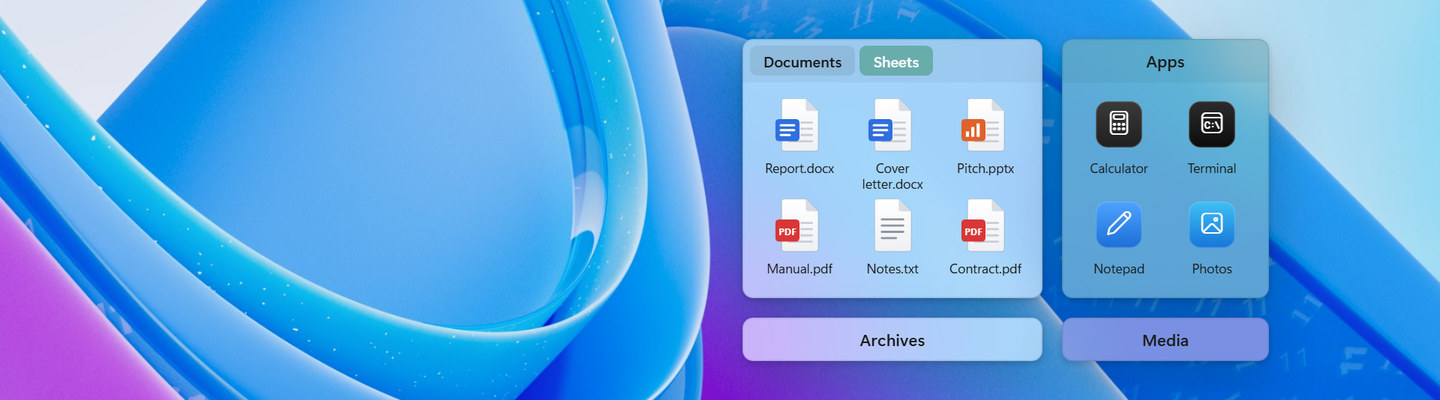 Documents
Sheets
Apps
C:\
Calculator
Terminal
Report.docx
Cover
letter.docx
Pitch.pptx
PDF
PDF
Manual.pdf
Notes.txt
Contract.pdf
Notepad
Photos
Archives
Media